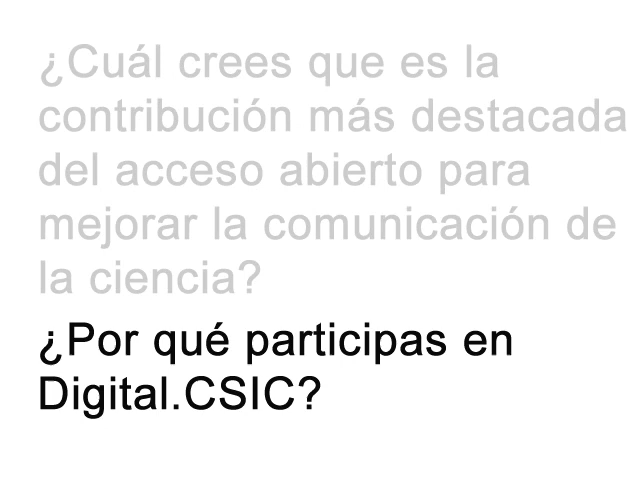 ¿Cuál crees que es la
contribución más destacada
del acceso abierto para
mejorar la comunicación de
la ciencia?
¿Por qué participas en
Digital.CSIC?